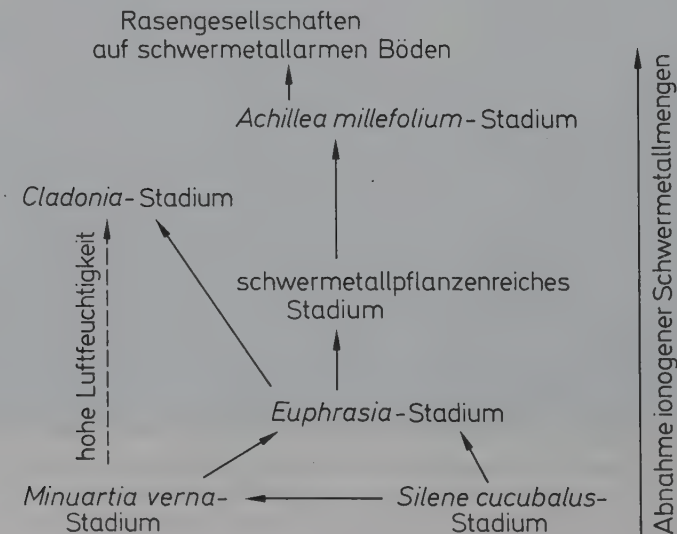 Rasengesellschaften
auf schwermetallarmen Böden
Achillea millefolium-Stadium
Cladonia-Stadium
schwermetallpflanzenreiches
Stadium
Euphrasia-Stadium
Minuartia verna-
Stadium
Silene cucubalus-
Stadium
hohe Luftfeuchtigkeit
Abnahme ionogener Schwermetallmengen